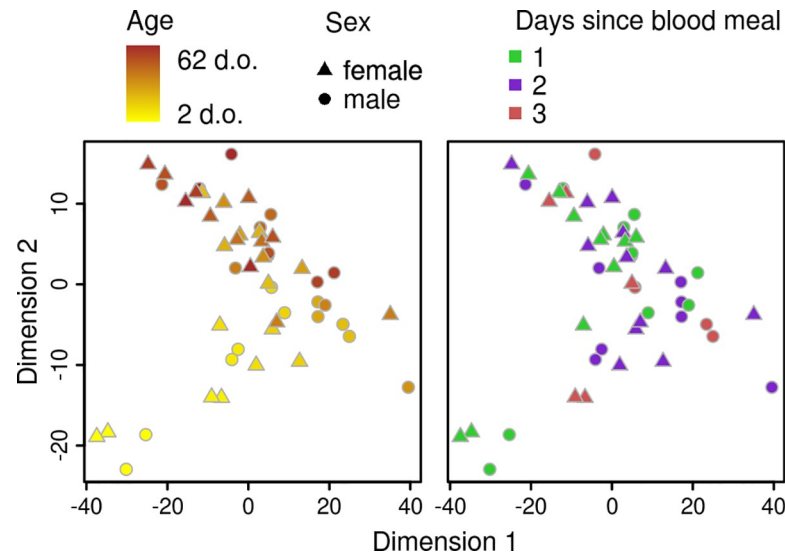 Age
62 d.o.
2 d.o.
Sex
female
male
Days since blood meal
1
2
3
Dimension 2
10
0
-10
-20
-40 -20 0 20 40
-40 -20 0 20 40
Dimension 1